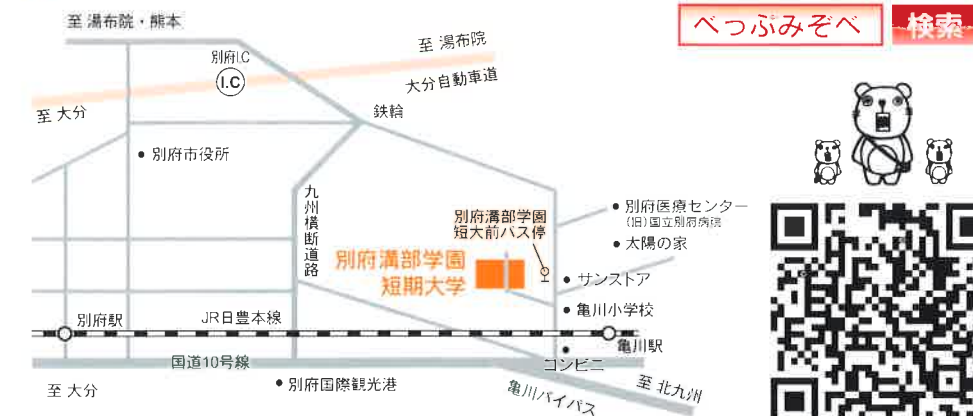 至 湯布院・熊本
べっぷみぞべ
検索
別府I.C
I.C
至 湯布院
大分自動車道
至 大分
鉄輪
別府市役所
九州横断道路
別府溝部学園
短大前バス停
別府医療センター
(旧)国立別府病院
太陽の家
別府溝部学園
短期大学
サンストア
亀川小学校
別府駅
JR日豊本線
亀川駅
国道10号線
コンビニ
至 大分
別府国際観光港
亀川バイパス
至 北九州